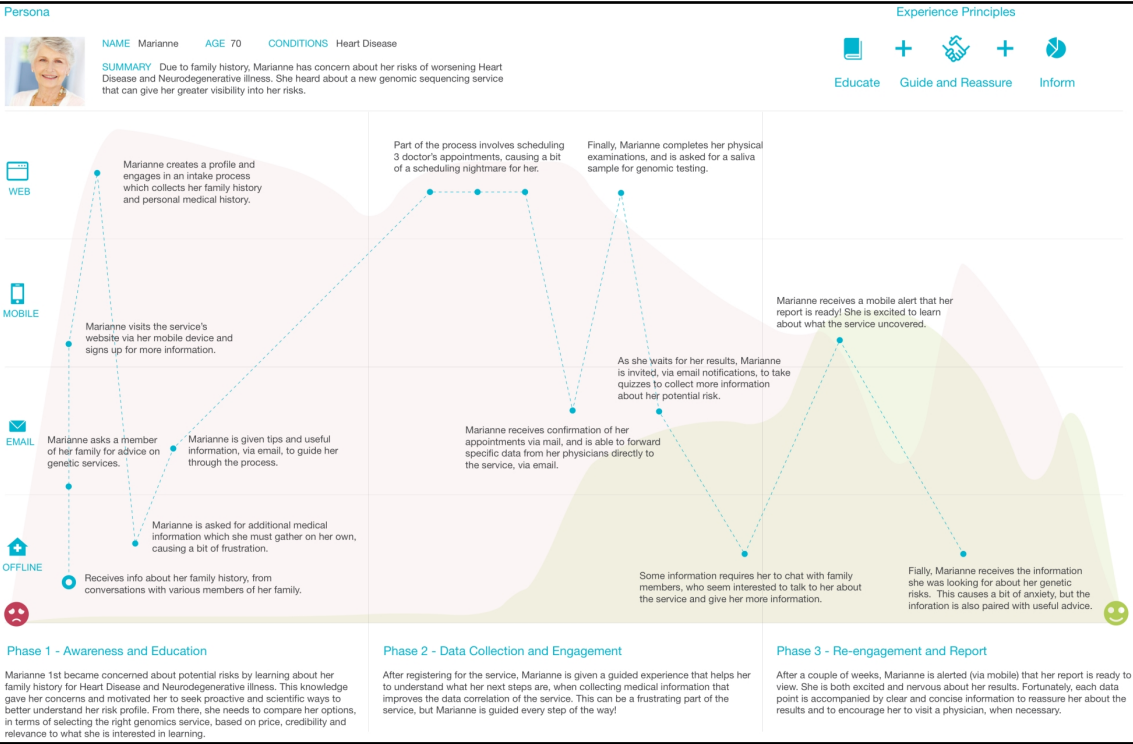 Persona
Experience Principles
NAME Marianne AGE 70 CONDITIONS Heart Disease
SUMMARY Due to family history, Marianne has concern about her risks of worsening Heart
Disease and Neurodegenerative illness. She heard about a new genomic sequencing service
that can give her greater visibility into her risks.
+ +
Educate Guide and Reassure Inform
WEB
Marianne creates a profile and
engages in an intake process
which collects her family history
and personal medical history.
Part of the process involves scheduling
3 doctor's appointments, causing a bit
of a scheduling nightmare for her.
Finally, Marianne completes her physical
examinations, and is asked for a saliva
sample for genomic testing.
MOBILE
Marianne visits the service's
website via her mobile device and
signs up for more information.
Marianne receives a mobile alert that her
report is ready! She is excited to learn
about what the service uncovered.
As she waits for her results, Marianne
is invited, via email notifications, to take
quizzes to collect more information
about her potential risk.
EMAIL
Marianne asks a member
of her family for advice on
genetic services.
Marianne is given tips and useful
information, via email, to guide her
through the process.
Marianne receives confirmation of her
appointments via mail, and is able to forward
specific data from her physicians directly to
the service, via email.
Marianne is asked for additional medical
information which she must gather on her own,
causing a bit of frustration.
OFFLINE
Receives info about her family history, from
conversations with various members of her family.
Some information requires her to chat with family
members, who seem interested to talk to her about
the service and give her more information.
Fially, Marianne receives the information
she was looking for about her genetic
risks. This causes a bit of anxiety, but the
inforation is also paired with useful advice.
Phase 1 - Awareness and Education
Marianne 1st became concerned about potential risks by learning about her
family history for Heart Disease and Neurodegenerative illness. This knowledge
gave her concerns and motivated her to seek proactive and scientific ways to
better understand her risk profile. From there, she needs to compare her options,
in terms of selecting the right genomics service, based on price, credibility and
relevance to what she is interested in learning.
Phase 2 - Data Collection and Engagement
After registering for the service, Marianne is given a guided experience that helps her
to understand what her next steps are, when collecting medical information that
improves the data correlation of the service. This can be a frustrating part of the
service, but Marianne is guided every step of the way!
Phase 3 - Re-engagement and Report
After a couple of weeks, Marianne is alerted (via mobile) that her report is ready to
view. She is both excited and nervous about her results. Fortunately, each data
point is accompanied by clear and concise information to reassure her about the
results and to encourage her to visit a physician, when necessary.